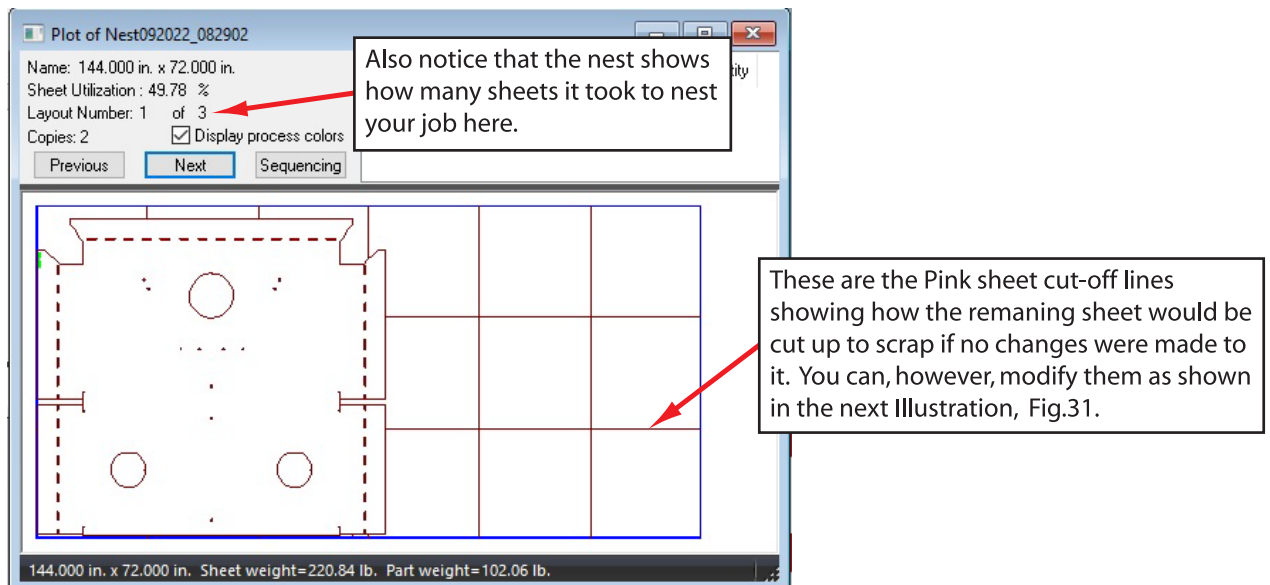 Plot of Nest092022_082902
Name: 144.000 in. x 72.000 in.
Sheet Utilization : 49.78 %
Layout Number: 1 of 3
Copies: 2
Display process colors
Previous
Next
Sequencing
Also notice that the nest shows
how many sheets it took to nest
your job here.
These are the Pink sheet cut-off lines
showing how the remaning sheet would be
cut up to scrap if no changes were made to
it. You can, however, modify them as shown
in the next Illustration, Fig.31.
144.000 in. x 72.000 in. Sheet weight=220.84 lb. Part weight=102.06 lb.